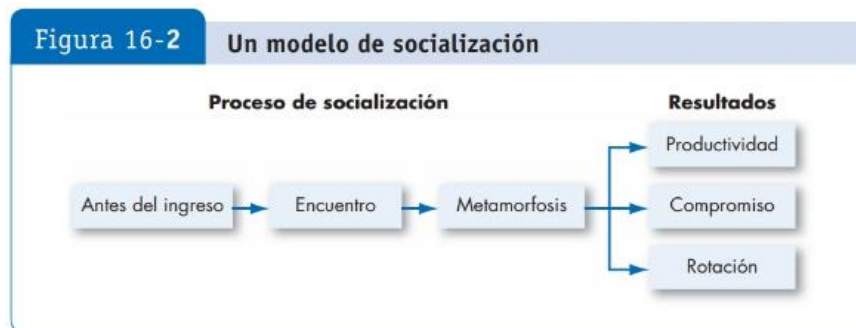 Figura 16-2
Un modelo de socialización
Proceso de socialización
Resultados
Productividad
Antes del ingreso
Encuentro
Metamorfosis
Compromiso
Rotación